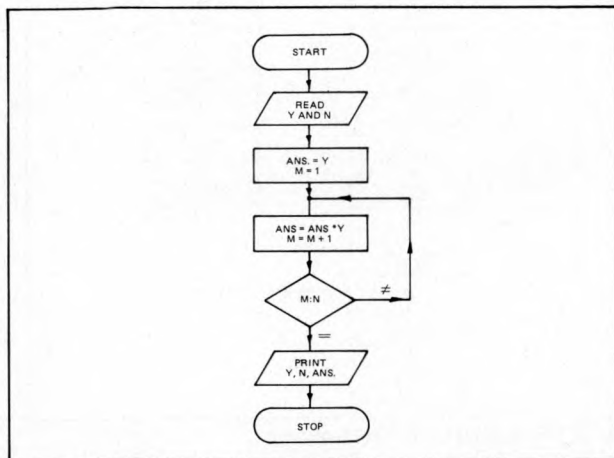 START
READ
Y AND N
ANS. = Y
M = 1
ANS = ANS *Y
M = M + 1
M:N
≠
=
PRINT
Y, N, ANS.
STOP